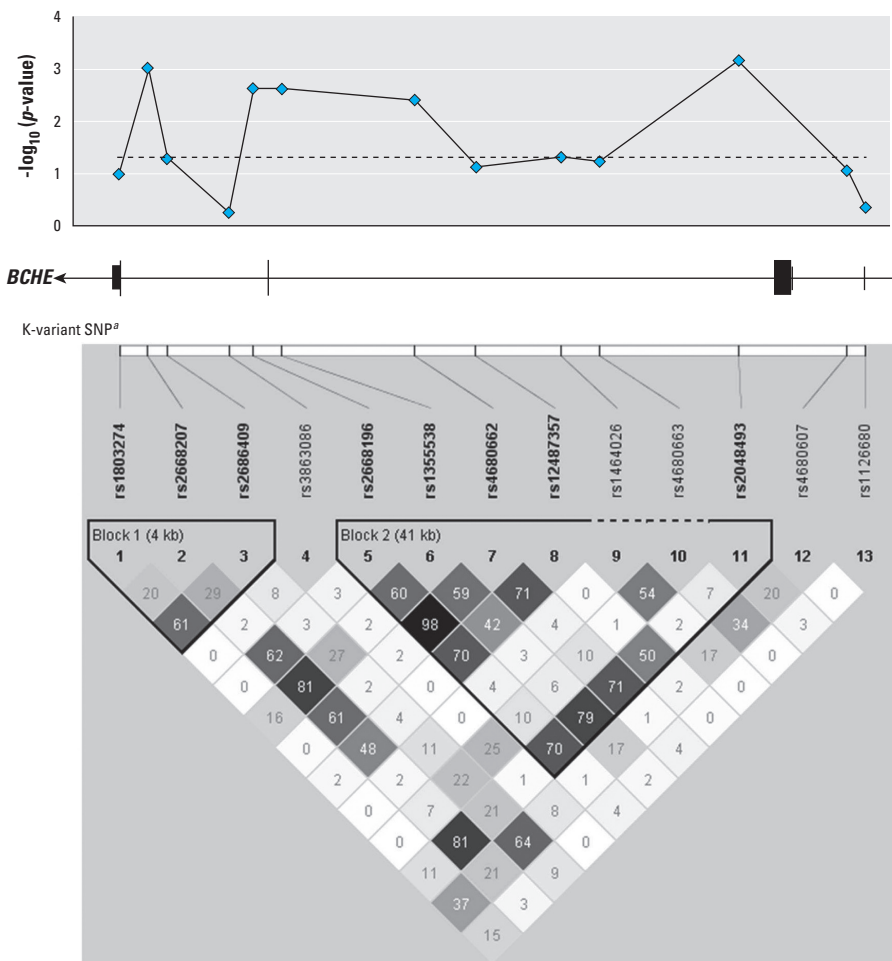 4
3
2
1
0
-log10 (p-value)
BCHE
K-variant SNPa
rs1803274
rs2668207
rs2686409
rs3863086
rs2668196
rs1355538
rs4680662
rs12487357
rs1464026
rs4680663
rs2048493
rs4680607
rs1126680
Block 1 (4 kb)
Block 2 (41 kb)
1 2 3 4 5 6 7 8 9 10 11 12 13
20 29 8 3 60 59 71 0 54 7 20 0
61 2 3 2 98 42 4 1 2 34 3
0 62 27 2 70 3 10 50 17 0
0 81 2 0 4 6 71 2 0
16 61 4 0 10 79 1 0
0 48 11 25 70 17 4
2 2 22 1 1 2
0 7 21 8 4
0 81 64 0
11 21 9
37 3
15